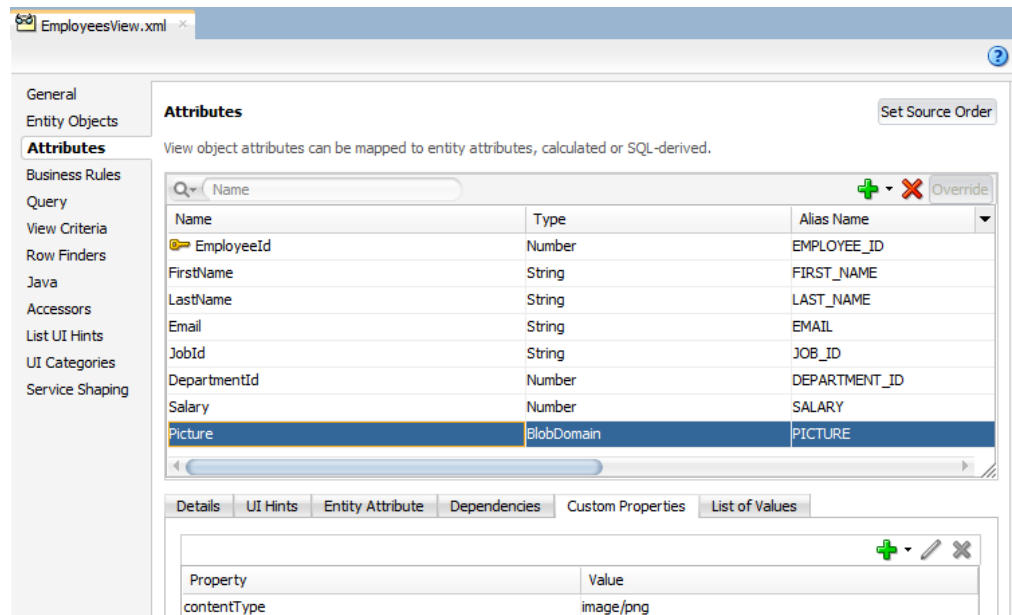 EmployeesView.xml
General
Entity Objects
Attributes
Business Rules
Query
View Criteria
Row Finders
Java
Accessors
List UI Hints
UI Categories
Service Shaping
Attributes Set Source Order
View object attributes can be mapped to entity attributes, calculated or SQL-derived.
Name Override
Name Type Alias Name
EmployeeId Number EMPLOYEE_ID
FirstName String FIRST_NAME
LastName String LAST_NAME
Email String EMAIL
JobId String JOB_ID
DepartmentId Number DEPARTMENT_ID
Salary Number SALARY
Picture BlobDomain PICTURE
Details UI Hints Entity Attribute Dependencies Custom Properties List of Values
Property Value
contentType image/png